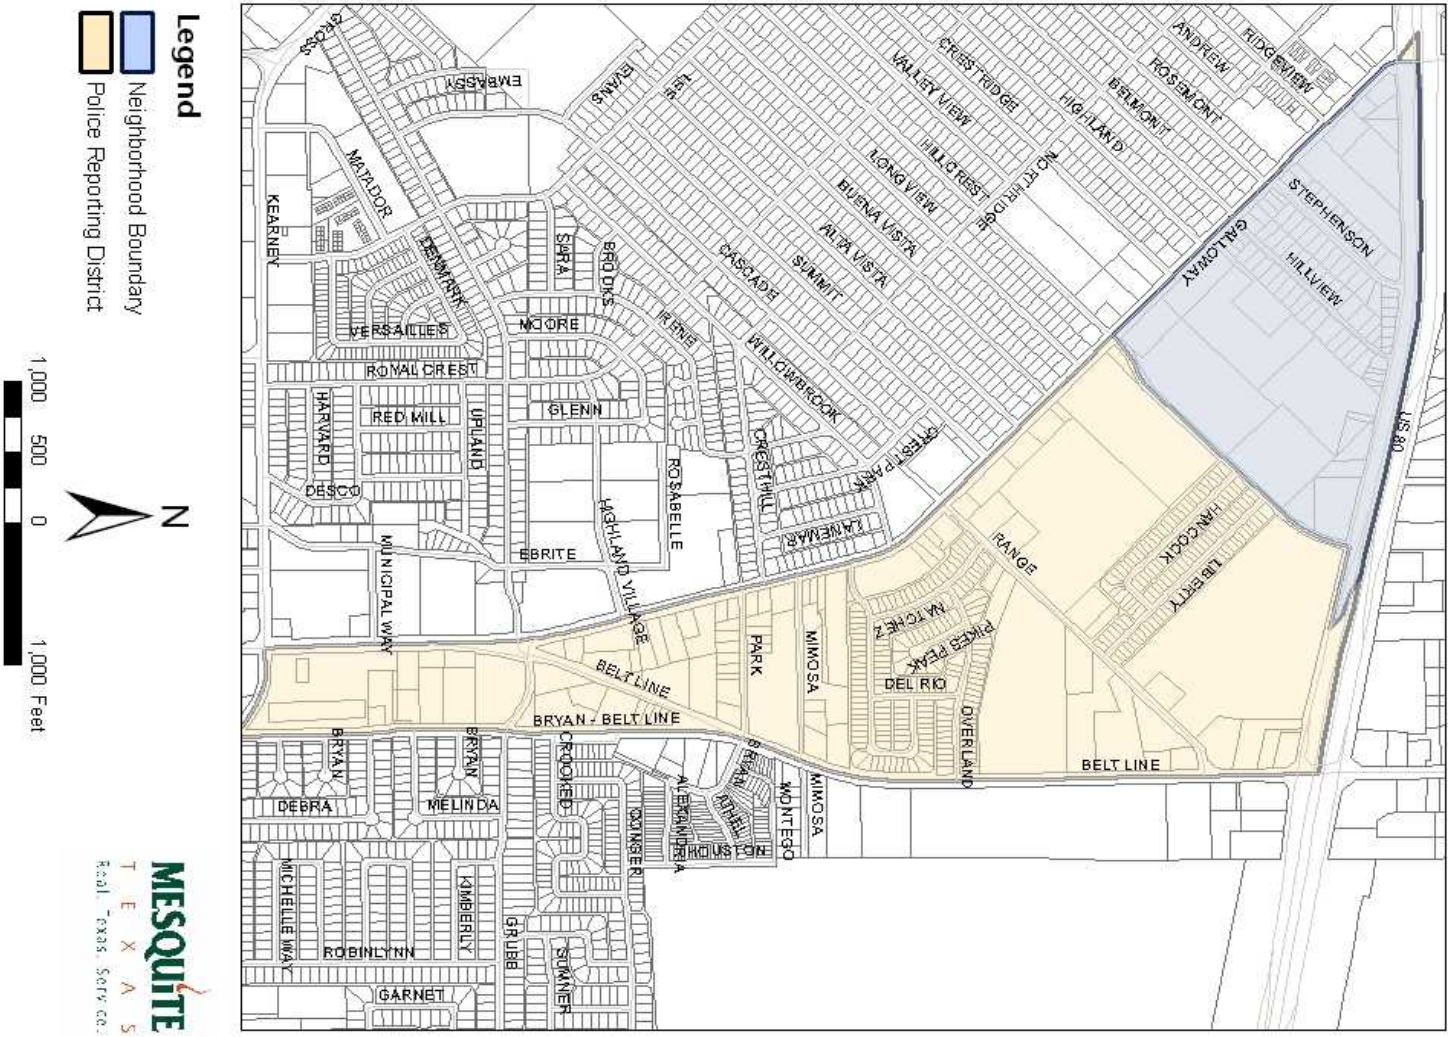 Legend
Neighborhood Boundary
Police Reporting District
1,000
500
0
1,000 Feet
N
MESQUITE
T E X A S
Real. Texas. Service.
GROSS
EMBASSY
EVANS
LEE
CRESTRIDGE
VALLEY VIEW
ANDREW
RIDGEVIEW
ROSEMONT
BELMONT
HIGHLAND
NORTHRIDGE
HILLCREST
LONGVIEW
BUENA VISTA
ALTA VISTA
SUMMIT
CASCADE
MATADOR
KEARNEY
DENMARK
SARA
BROOKS
IRENE
WILLOWBROOK
VERSAILLES
MOORE
ROYAL CREST
HARVARD
RED MILL
UPLAND
GLENN
DESCO
ROSABELLE
CRESTHILL
CREST PARK
LANEMAR
HIGHLAND VILLAGE
EBRITE
MUNICIPAL WAY
GALLOWAY
STEPHENSON
HILLVIEW
US 80
RANGE
HANCOCK
LIBERTY
NATCHEZ
PIKES PEAK
DEL RIO
OVERLAND
MIMOSA
PARK
BELT LINE
BRYAN - BELT LINE
BELT LINE
BRYAN
BRYAN
CROOKED
BRYAN
MIMOSA
MONTEGO
ATHEL
ALEXANDRIA
HOUSTON
DEBRA
MELINDA
MICHELLE WAY
KIMBERLY
GRUBB
ROBINLYNN
SUMNER
GARNET